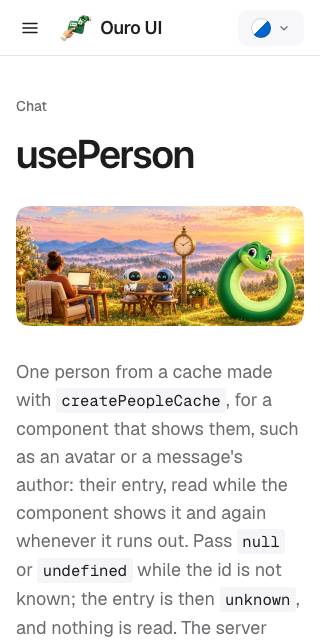 Ouro UI
Chat
usePerson
One person from a cache made
with createPeopleCache, for a
component that shows them, such
as an avatar or a message's
author: their entry, read while the
component shows it and again
whenever it runs out. Pass null
or undefined while the id is not
known; the entry is then unknown,
and nothing is read. The server